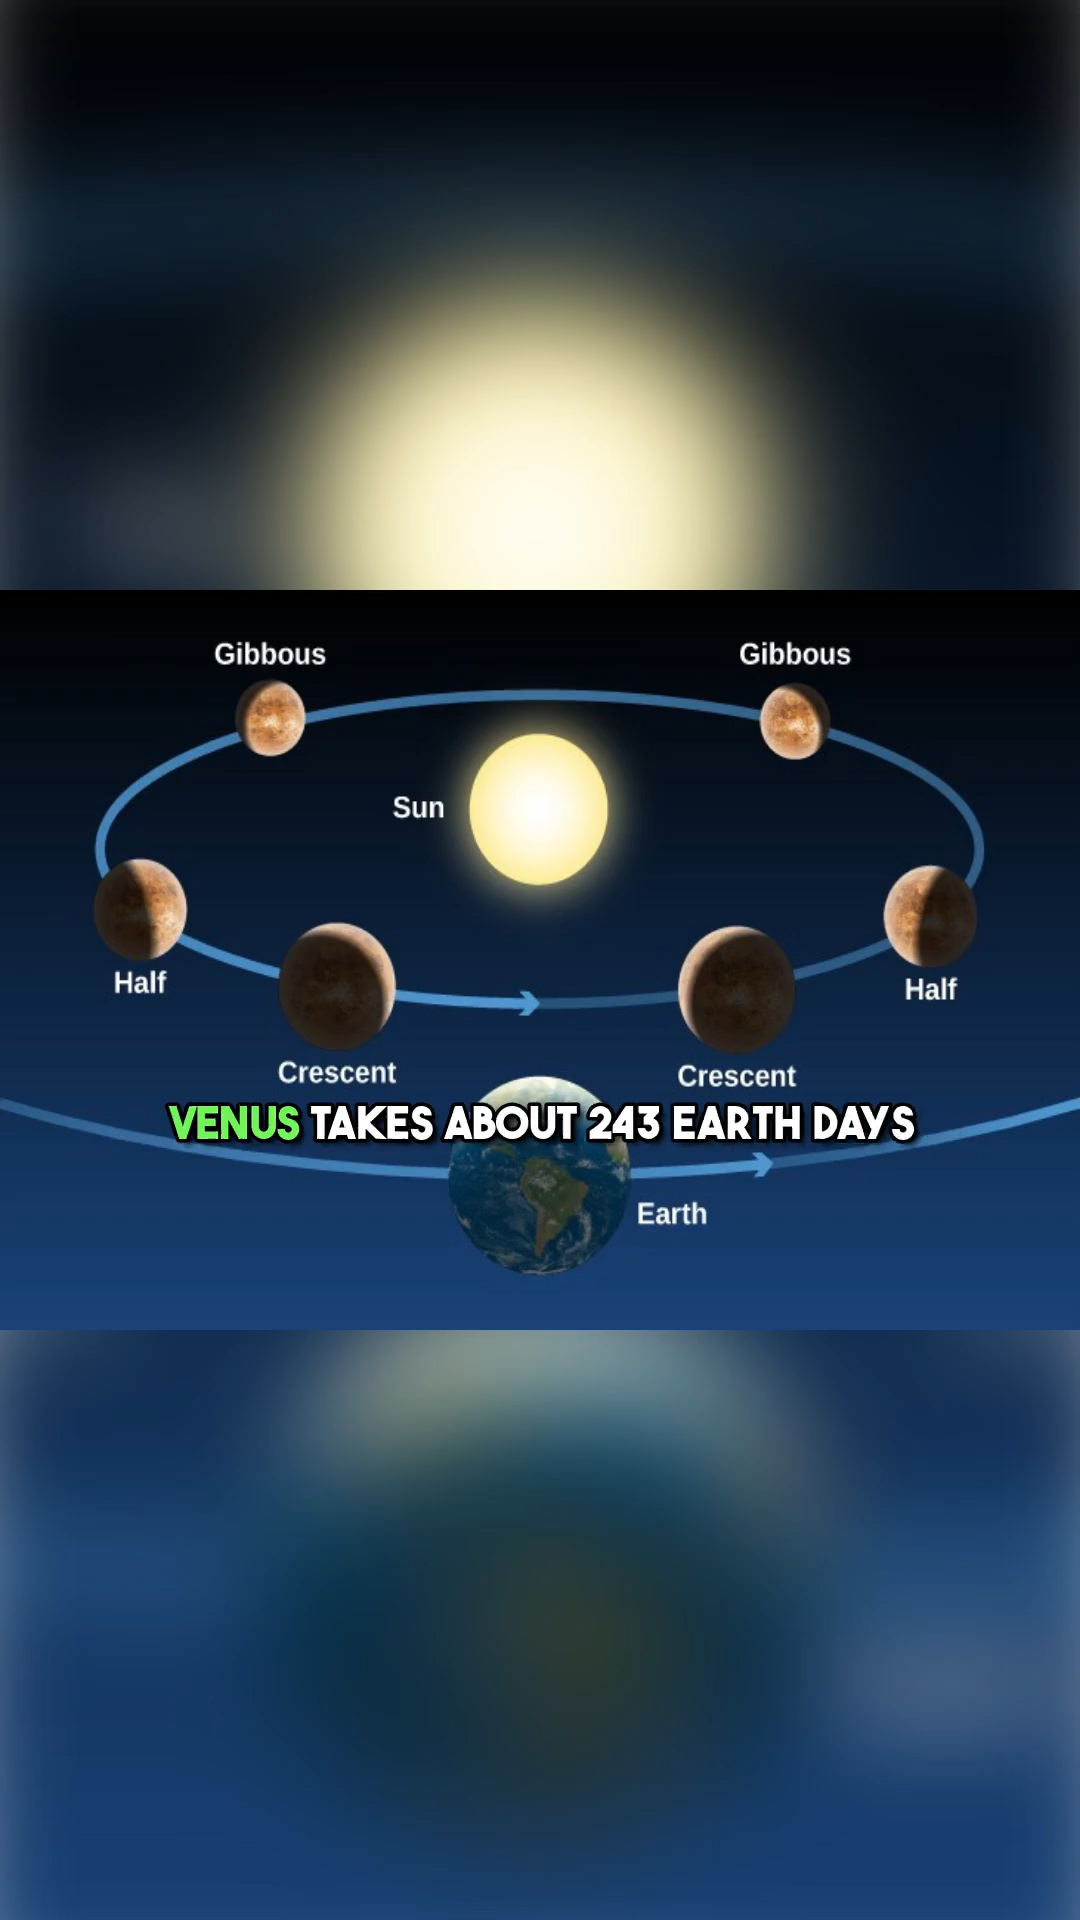 Gibbous
Gibbous
Sun
Half
Half
Crescent
Crescent
VENUS TAKES ABOUT 243 EARTH DAYS
Earth